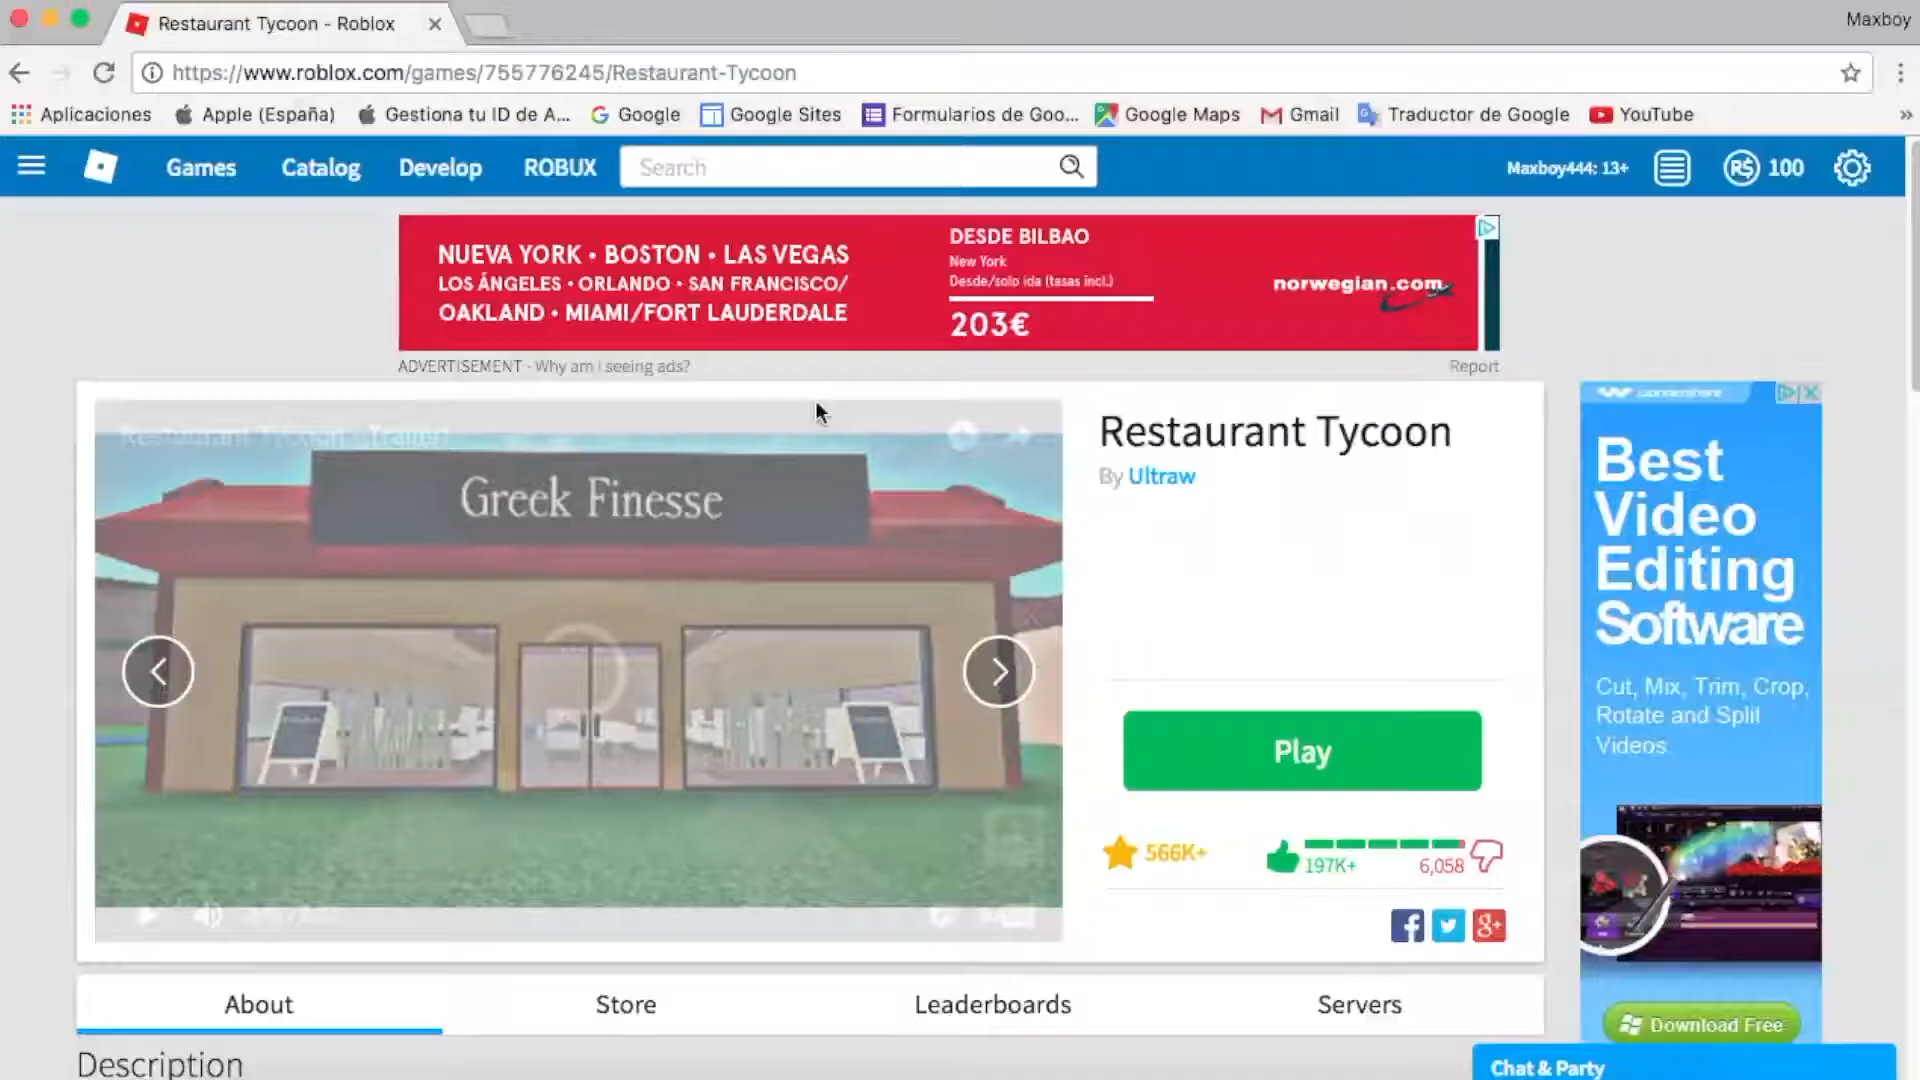 Restaurant Tycoon - Roblox
Maxboy
https://www.roblox.com/games/755776245/Restaurant-Tycoon
Aplicaciones Apple (España) Gestiona tu ID de A... Google Google Sites Formularios de Goo... Google Maps Gmail Traductor de Google YouTube »
Games Catalog Develop ROBUX Search Maxboy444: 13+ R$ 100
NUEVA YORK • BOSTON • LAS VEGAS
LOS ÁNGELES • ORLANDO • SAN FRANCISCO/
OAKLAND • MIAMI/FORT LAUDERDALE
DESDE BILBAO
New York
Desde/solo ida (tasas incl.)
203€
norwegian.com
ADVERTISEMENT - Why am I seeing ads? Report
Restaurant Tycoon - Trailer
Greek Finesse
Restaurant Tycoon
By Ultraw
Play
566K+ 197K+ 6,058
About Store Leaderboards Servers
Description
Wondershare
Best
Video
Editing
Software
Cut, Mix, Trim, Crop,
Rotate and Split
Videos.
Download Free
Chat & Party